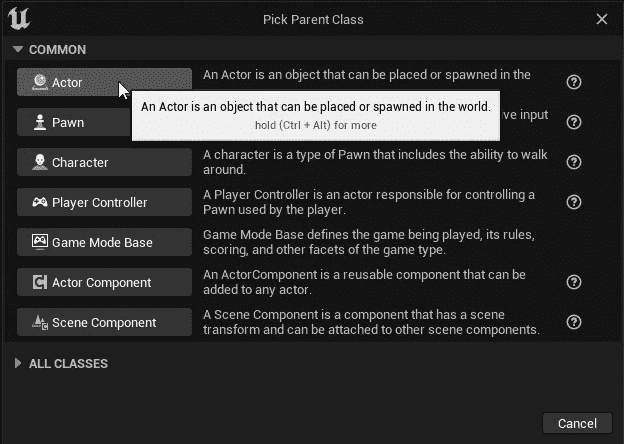 Pick Parent Class
COMMON
Actor
An Actor is an object that can be placed or spawned in the
An Actor is an object that can be placed or spawned in the world.
hold (Ctrl + Alt) for more
Pawn
ive input
Character
A character is a type of Pawn that includes the ability to walk
around.
Player Controller
A Player Controller is an actor responsible for controlling a
Pawn used by the player.
Game Mode Base
Game Mode Base defines the game being played, its rules,
scoring, and other facets of the game type.
Actor Component
An ActorComponent is a reusable component that can be
added to any actor.
Scene Component
A Scene Component is a component that has a scene
transform and can be attached to other scene components.
ALL CLASSES
Cancel